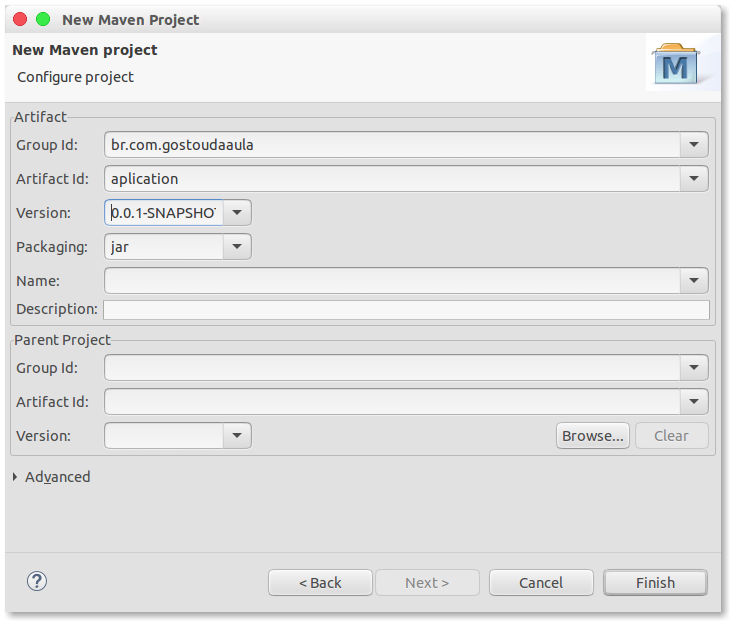 New Maven Project
New Maven project
Configure project
M
Artifact
Group Id: br.com.gostoudaaula
Artifact Id: aplication
Version: 0.0.1-SNAPSHOT
Packaging: jar
Name:
Description:
Parent Project
Group Id:
Artifact Id:
Version: Browse... Clear
Advanced
? < Back Next > Cancel Finish